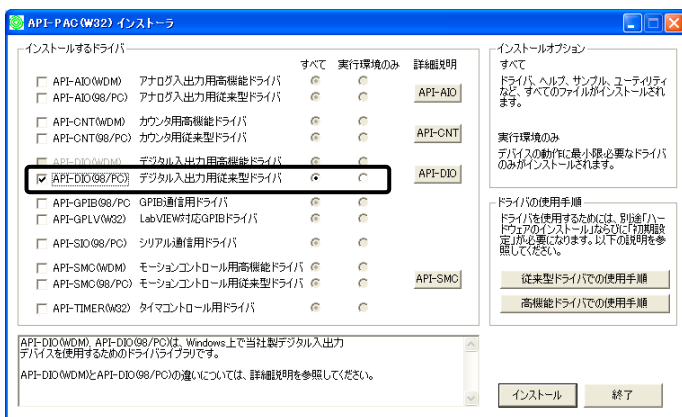 API-PAC(W32) インストーラ
インストールするドライバ
すべて 実行環境のみ 詳細説明
API-AIO(WDM) アナログ入出力用高機能ドライバ
API-AIO(98/PC) アナログ入出力用従来型ドライバ
API-AIO
API-CNT(WDM) カウンタ用高機能ドライバ
API-CNT(98/PC) カウンタ用従来型ドライバ
API-CNT
API-DIO(WDM) デジタル入出力用高機能ドライバ
API-DIO(98/PC) デジタル入出力用従来型ドライバ
API-DIO
API-GPIB(98/PC GPIB通信用ドライバ
API-GPLV(W32) LabVIEW対応GPIBドライバ
API-SIO(98/PC) シリアル通信用ドライバ
API-SMC(WDM) モーションコントロール用高機能ドライバ
API-SMC(98/PC) モーションコントロール用従来型ドライバ
API-SMC
API-TIMER(W32) タイマコントロール用ドライバ
インストールオプション
すべて
ドライバ、ヘルプ、サンプル、ユーティリティ
など、すべてのファイルがインストールされ
ます。
実行環境のみ
デバイスの動作に最小限必要なドライバ
のみがインストールされます。
ドライバの使用手順
ドライバを使用するためには、別途「ハー
ドウェアのインストール」ならびに「初期設
定」が必要になります。以下の説明を参
照してください。
従来型ドライバでの使用手順
高機能ドライバでの使用手順
API-DIO(WDM), API-DIO(98/PC)は、Windows上で当社製デジタル入出力
デバイスを使用するためのドライバライブラリです。
API-DIO(WDM)とAPI-DIO(98/PC)の違いについては、詳細説明を参照してください。
インストール
終了